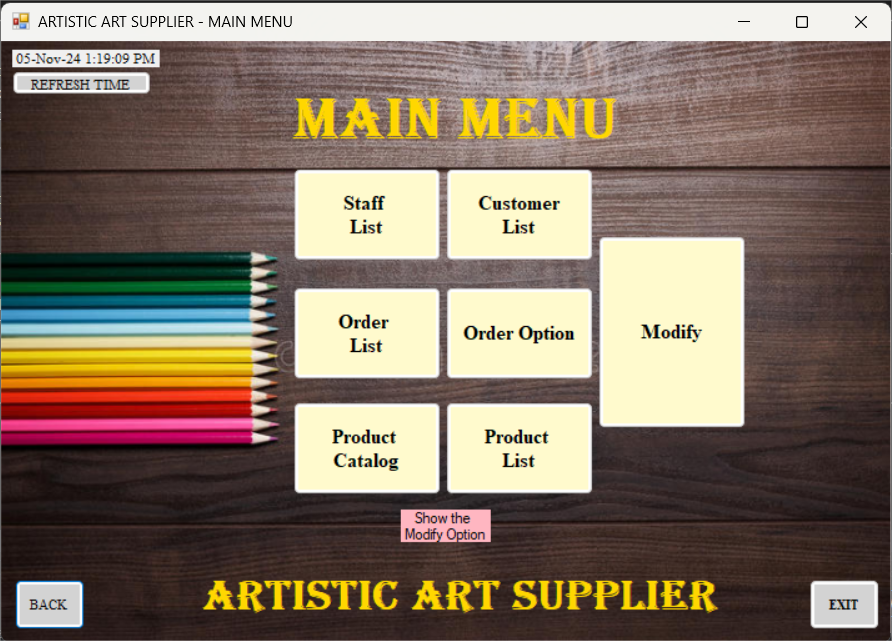 ARTISTIC ART SUPPLIER - MAIN MENU
05-Nov-24 1:19:09 PM
REFRESH TIME
MAIN MENU
Staff
List
Customer
List
Order
List
Order Option
Modify
Product
Catalog
Product
List
Show the
Modify Option
BACK
ARTISTIC ART SUPPLIER
EXIT